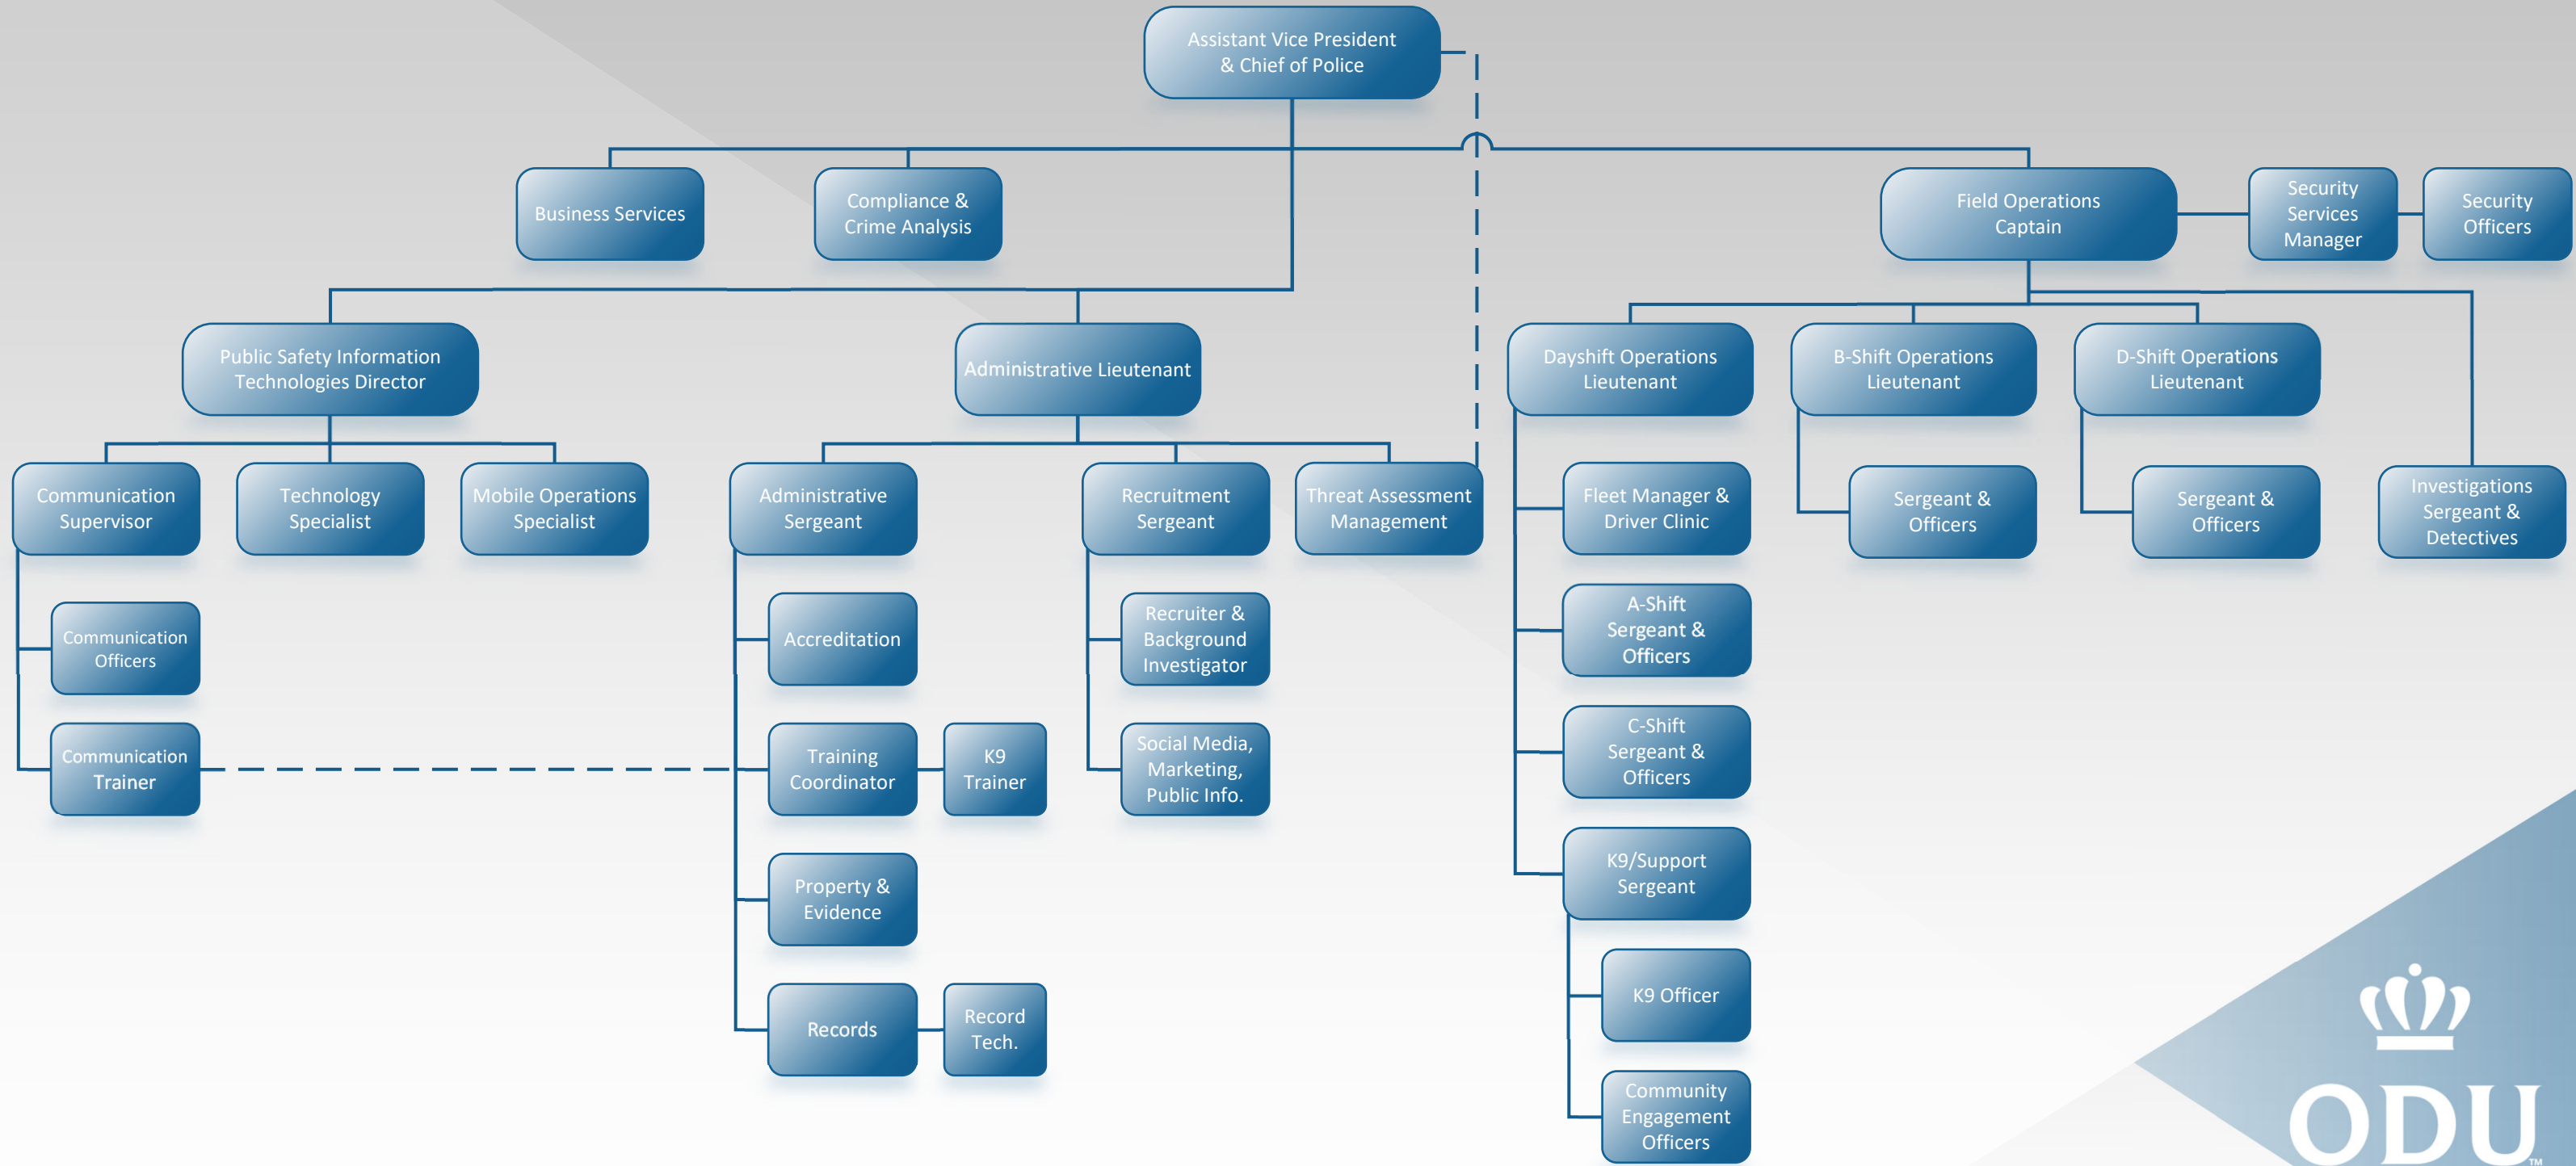 Assistant Vice President
& Chief of Police
Business Services
Compliance &
Crime Analysis
Field Operations
Captain
Security
Services
Manager
Security
Officers
Public Safety Information
Technologies Director
Administrative Lieutenant
Dayshift Operations
Lieutenant
B-Shift Operations
Lieutenant
D-Shift Operations
Lieutenant
Communication
Supervisor
Technology
Specialist
Mobile Operations
Specialist
Administrative
Sergeant
Recruitment
Sergeant
Threat Assessment
Management
Fleet Manager &
Driver Clinic
Sergeant &
Officers
Sergeant &
Officers
Investigations
Sergeant &
Detectives
Communication
Officers
Accreditation
Recruiter &
Background
Investigator
A-Shift
Sergeant &
Officers
Communication
Trainer
Training
Coordinator
K9
Trainer
Social Media,
Marketing,
Public Info.
C-Shift
Sergeant &
Officers
Property &
Evidence
K9/Support
Sergeant
Records
Record
Tech.
K9 Officer
Community
Engagement
Officers
ODU
TM